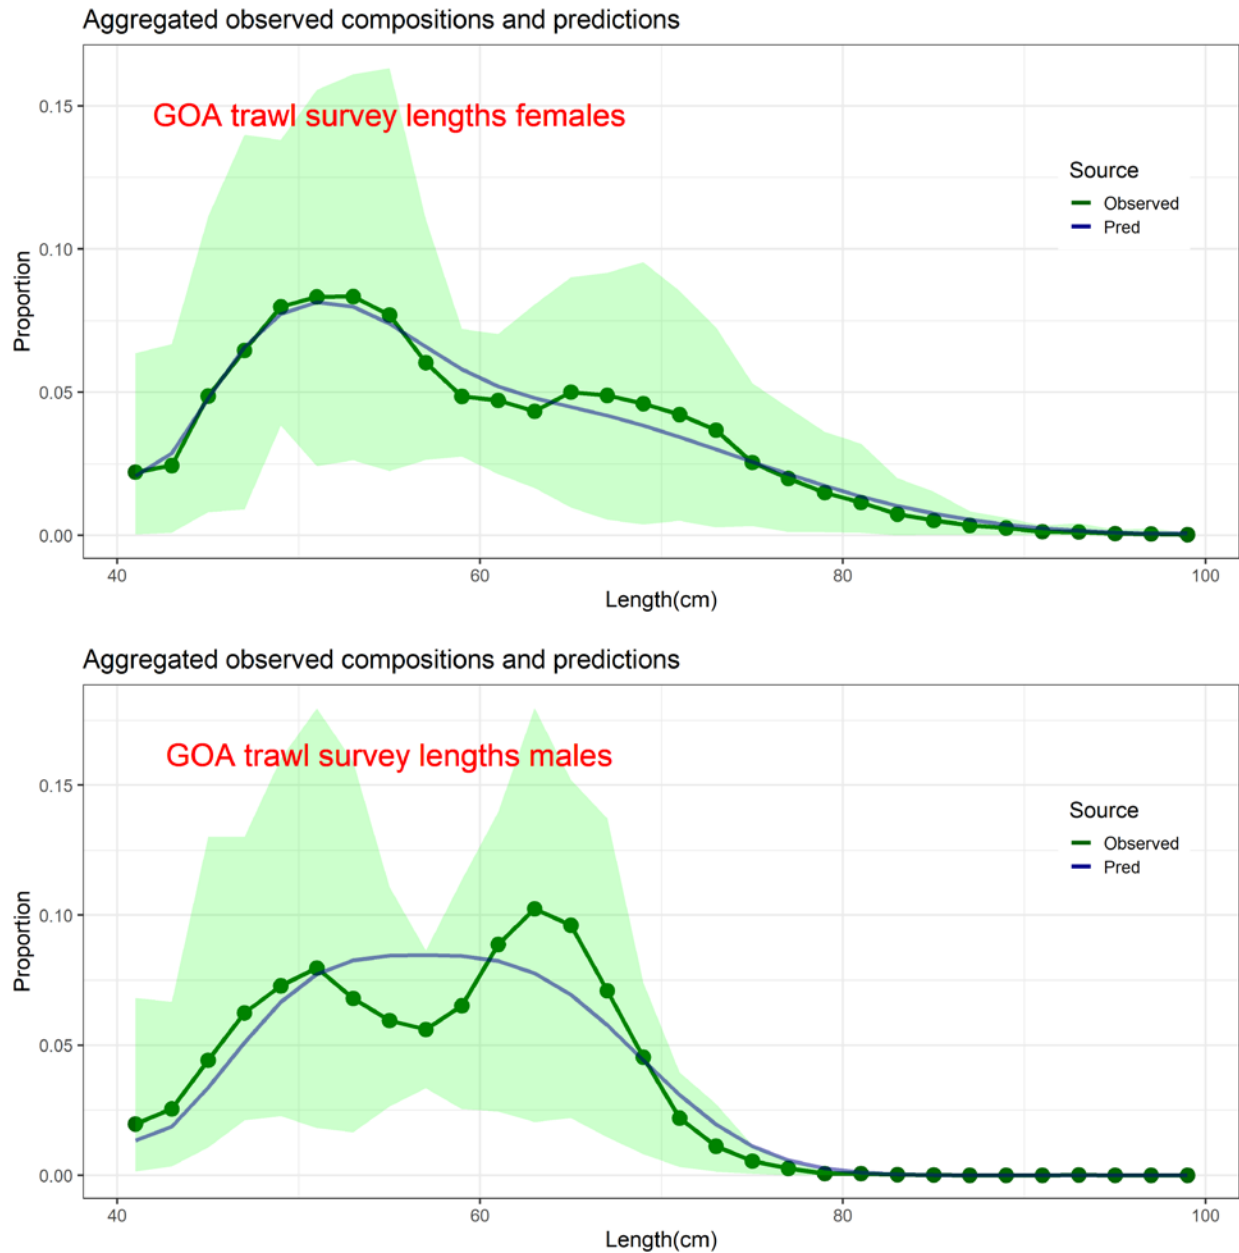 Aggregated observed compositions and predictions
GOA trawl survey lengths females
0.15
0.10
0.05
0.00
Proportion
Source
Observed
Pred
40
60
80
100
Length(cm)
Aggregated observed compositions and predictions
GOA trawl survey lengths males
0.15
0.10
0.05
0.00
Proportion
Source
Observed
Pred
40
60
80
100
Length(cm)